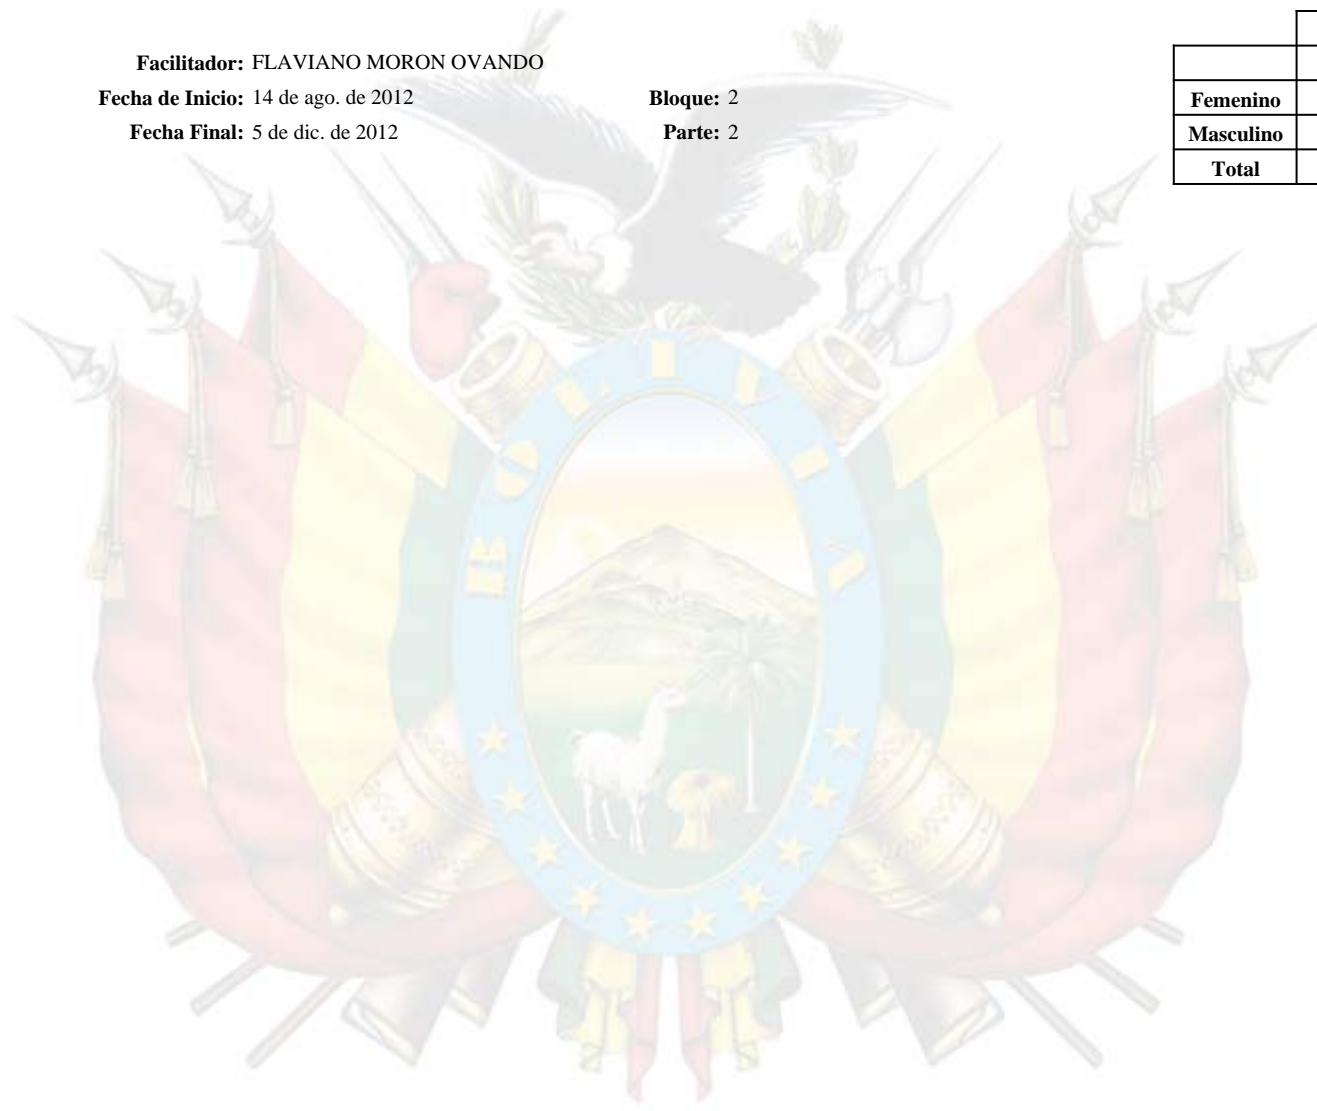 Facilitador: FLAVIANO MORON OVANDO
Fecha de Inicio: 14 de ago. de 2012 Bloque: 2
Fecha Final: 5 de dic. de 2012 Parte: 2
Femenino
Masculino
Total
BOLIVIA